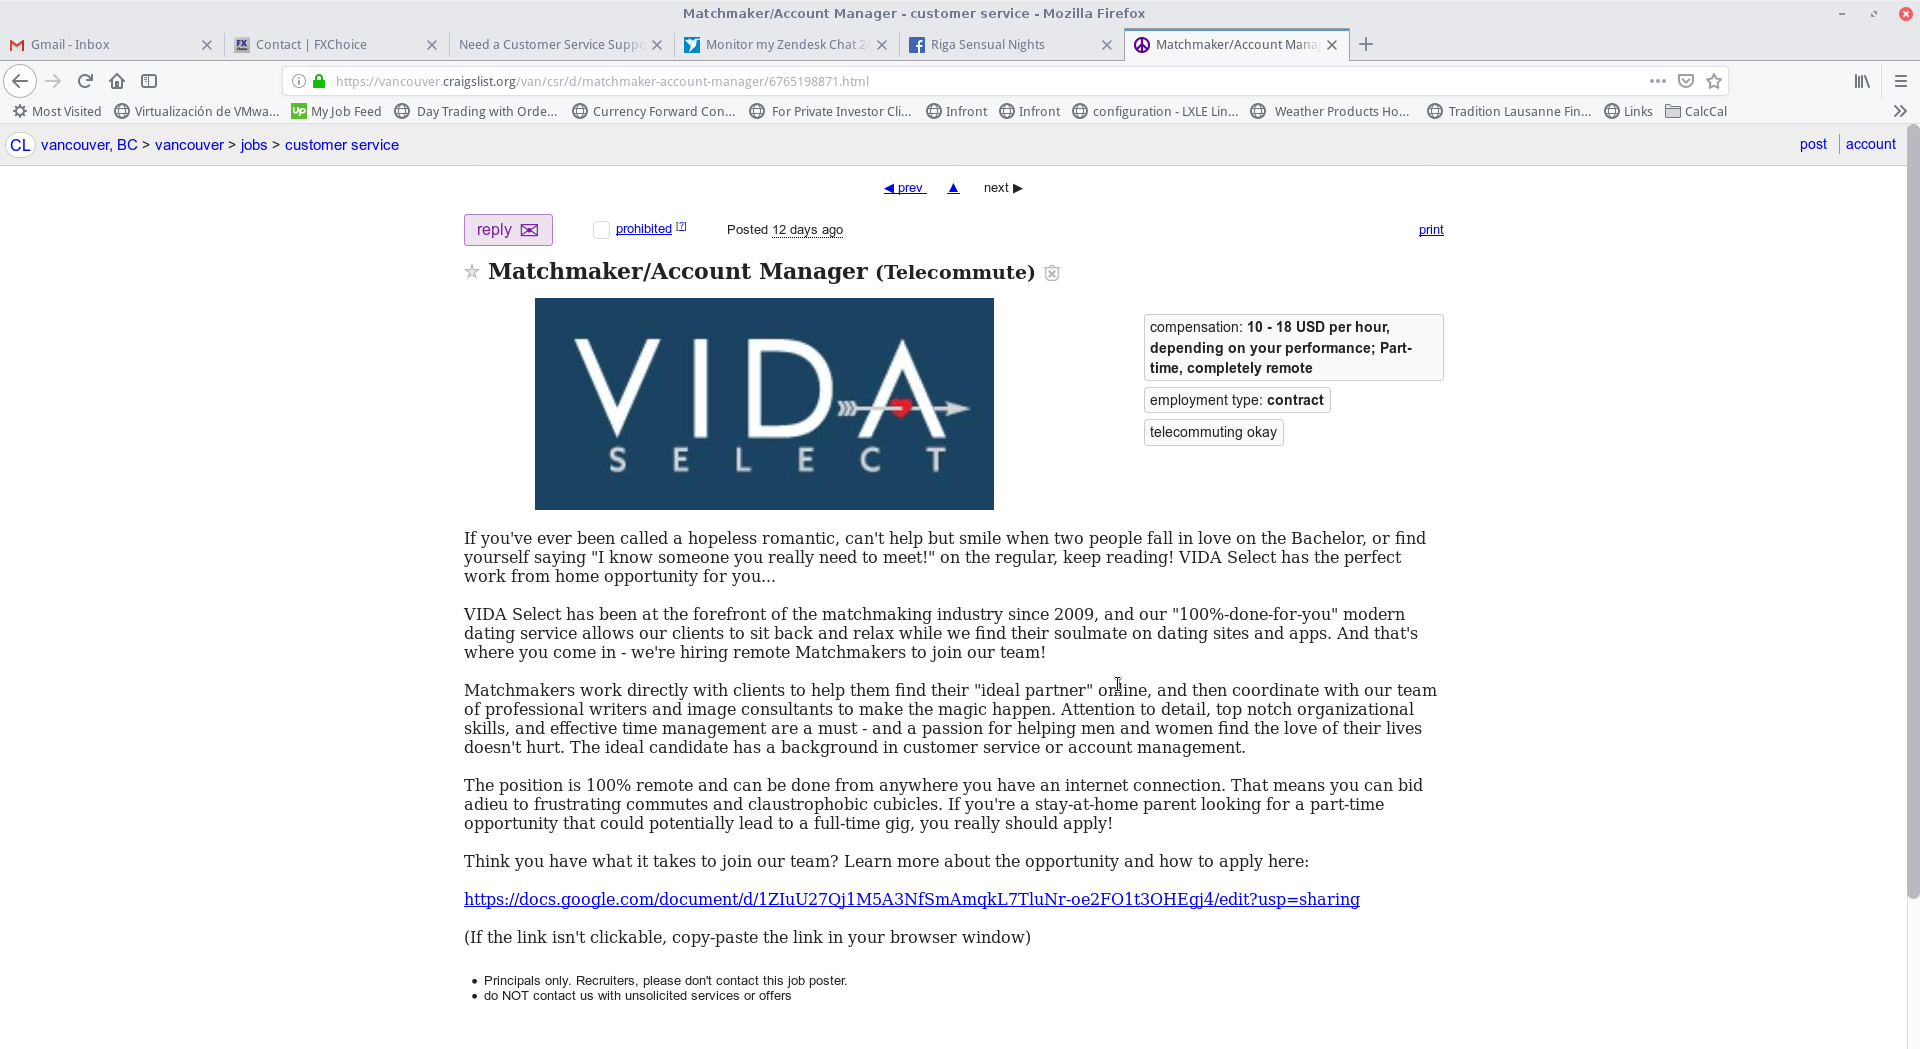 Matchmaker/Account Manager - customer service - Mozilla Firefox
Gmail - Inbox
Contact | FXChoice
Need a Customer Service Suppo
Monitor my Zendesk Chat 24
Riga Sensual Nights
Matchmaker/Account Mana
https://vancouver.craigslist.org/van/csr/d/matchmaker-account-manager/6765198871.html
Most Visited
Virtualización de VMwa...
Up My Job Feed
Day Trading with Orde...
Currency Forward Con...
For Private Investor Cli...
Infront
Infront
configuration - LXLE Lin...
Weather Products Ho...
Tradition Lausanne Fin...
Links
CalcCal
CL vancouver, BC > vancouver > jobs > customer service
post
account
◀ prev ▲ next ▶
reply
prohibited [?]
Posted 12 days ago
print
☆ Matchmaker/Account Manager (Telecommute)
VIDA
SELECT
compensation: 10 - 18 USD per hour,
depending on your performance; Part-
time, completely remote
employment type: contract
telecommuting okay
If you've ever been called a hopeless romantic, can't help but smile when two people fall in love on the Bachelor, or find
yourself saying "I know someone you really need to meet!" on the regular, keep reading! VIDA Select has the perfect
work from home opportunity for you...
VIDA Select has been at the forefront of the matchmaking industry since 2009, and our "100%-done-for-you" modern
dating service allows our clients to sit back and relax while we find their soulmate on dating sites and apps. And that's
where you come in - we're hiring remote Matchmakers to join our team!
Matchmakers work directly with clients to help them find their "ideal partner" online, and then coordinate with our team
of professional writers and image consultants to make the magic happen. Attention to detail, top notch organizational
skills, and effective time management are a must - and a passion for helping men and women find the love of their lives
doesn't hurt. The ideal candidate has a background in customer service or account management.
The position is 100% remote and can be done from anywhere you have an internet connection. That means you can bid
adieu to frustrating commutes and claustrophobic cubicles. If you're a stay-at-home parent looking for a part-time
opportunity that could potentially lead to a full-time gig, you really should apply!
Think you have what it takes to join our team? Learn more about the opportunity and how to apply here:
https://docs.google.com/document/d/1ZIuU27Qj1M5A3NfSmAmqkL7TluNr-oe2FO1t3OHEgj4/edit?usp=sharing
(If the link isn't clickable, copy-paste the link in your browser window)
• Principals only. Recruiters, please don't contact this job poster.
• do NOT contact us with unsolicited services or offers